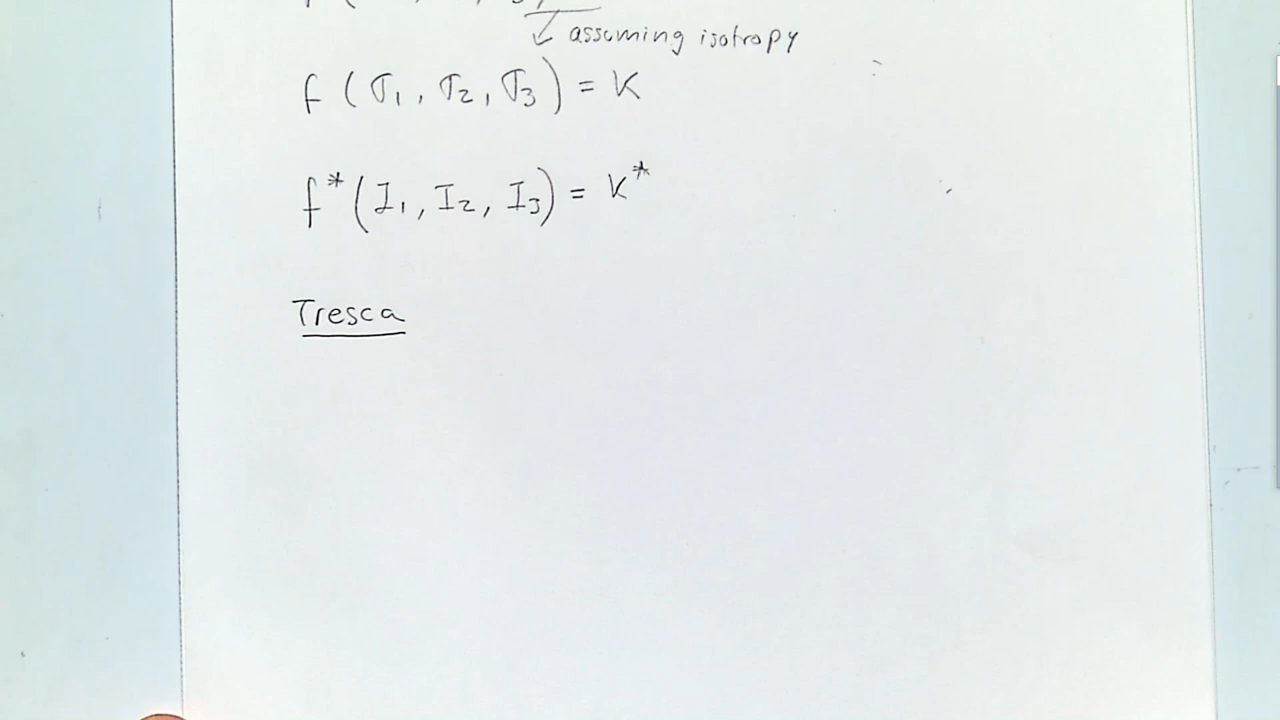 assuming isotropy
f (σ₁, σ₂, σ₃) = K
f* (I₁, I₂, I₃) = K*
Tresca